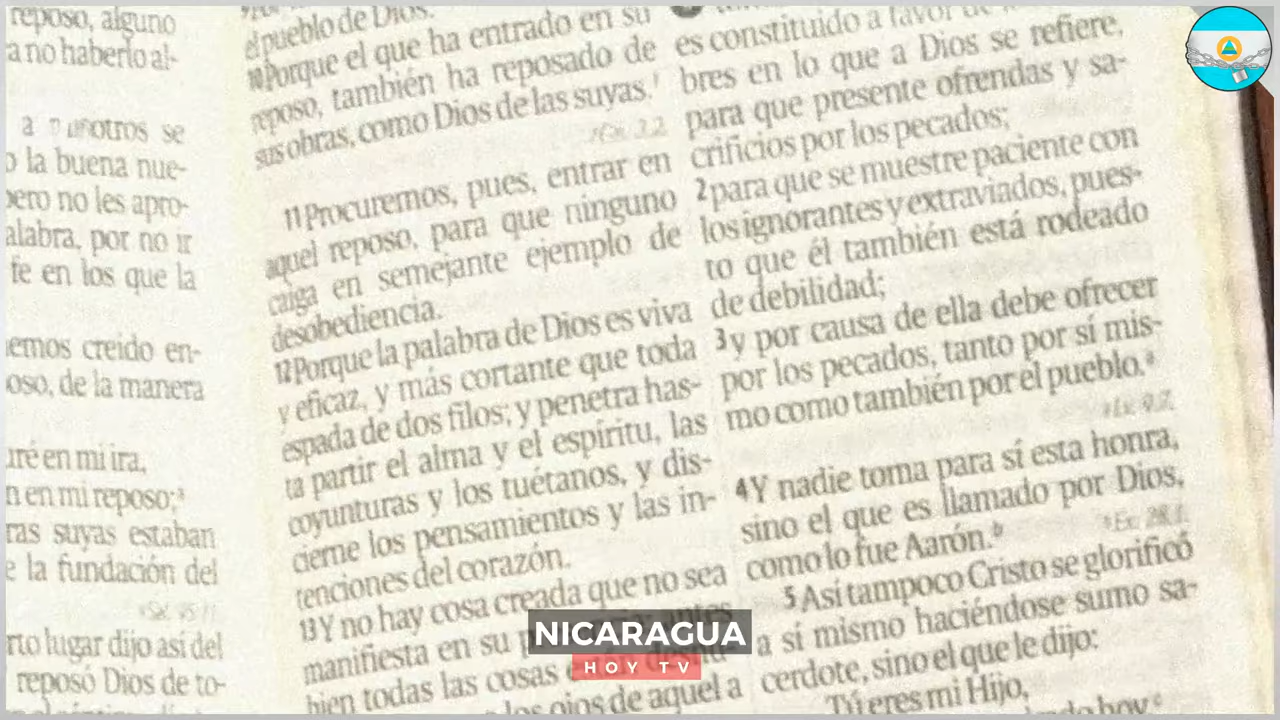 reposo, alguno
a no haberlo al-
se
o la buena nue-
pero no les apro-
alabra, por no ir
fe en los que la
emos creído en-
oso, de la manera
uré en mi ira,
n en mi reposo;
ras suyas estaban
e la fundación del
rto lugar dijo así del
reposó Dios de to-
el pueblo de Dios.
10 Porque el que ha entrado en su
reposo, también ha reposado de
sus obras, como Dios de las suyas.
11 Procuremos, pues, entrar en
aquel reposo, para que ninguno
caiga en semejante ejemplo de
desobediencia.
12 Porque la palabra de Dios es viva
y eficaz, y más cortante que toda
espada de dos filos; y penetra has-
ta partir el alma y el espíritu, las
coyunturas y los tuétanos, y dis-
cierne los pensamientos y las in-
tenciones del corazón.
13 Y no hay cosa creada que no sea
manifiesta en su
bien todas las cosas
los ojos de aquel a
es constituido a favor de
bres en lo que a Dios se refiere,
para que presente ofrendas y sa-
crificios por los pecados;
2 para que se muestre paciente con
los ignorantes y extraviados, pues-
to que él también está rodeado
de debilidad;
3 y por causa de ella debe ofrecer
por los pecados, tanto por sí mis-
mo como también por el pueblo.
4 Y nadie toma para sí esta honra,
sino el que es llamado por Dios,
como lo fue Aarón.
5 Así tampoco Cristo se glorificó
a sí mismo haciéndose sumo sa-
cerdote, sino el que le dijo:
Tú eres mi Hijo,
hoy
NICARAGUA
HOY TV